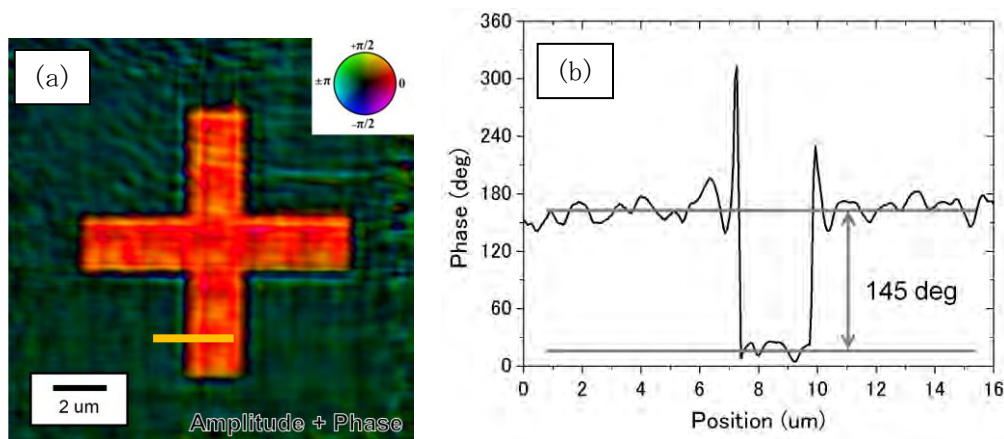 (a)
+π/2
±π
0
-π/2
2 um
Amplitude + Phase
(b)
360
300
240
180
120
60
0
Phase (deg)
145 deg
0 2 4 6 8 10 12 14 16
Position (um)